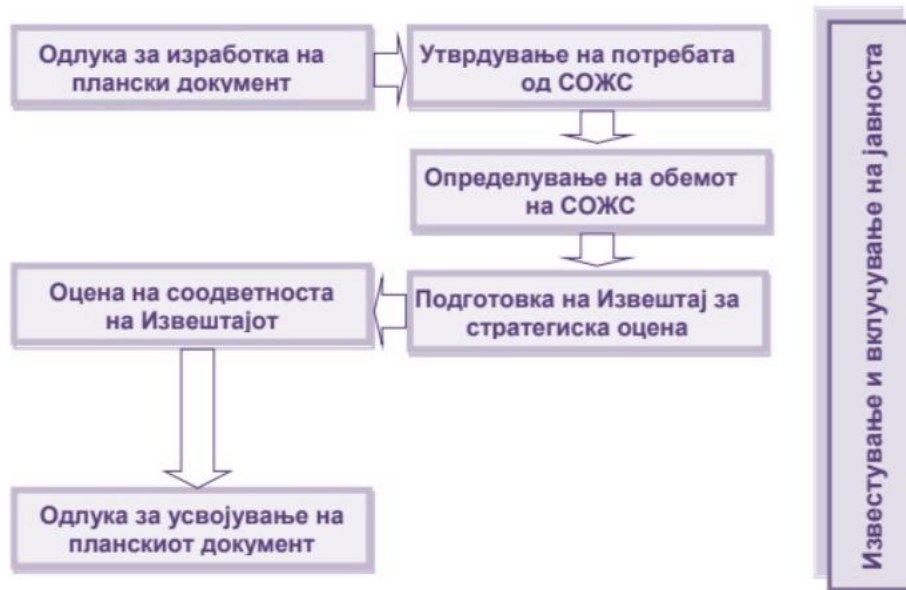 Одлука за изработка на
плански документ
Утврдување на потребата
од СОЖС
Определување на обемот
на СОЖС
Подготовка на Извештај за
стратегиска оцена
Оцена на соодветноста
на Извештајот
Одлука за усвојување на
планскиот документ
Известување и вклучување на јавноста